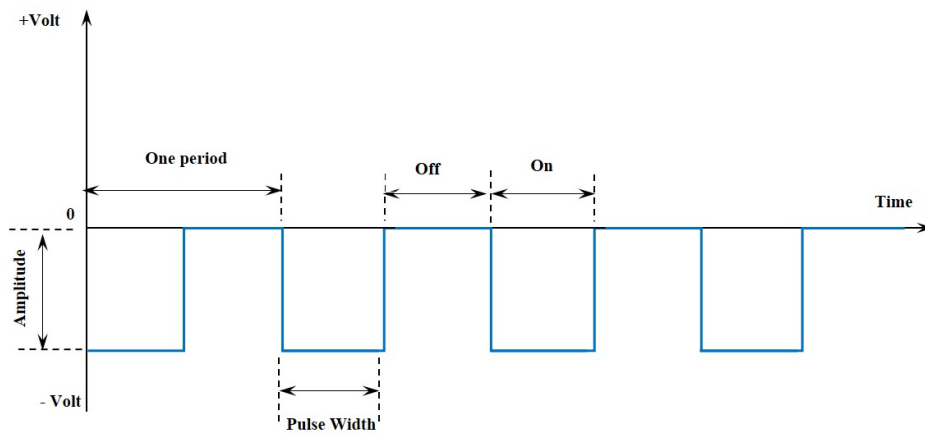 +Volt
One period
Off
On
0
Time
Amplitude
- Volt
Pulse Width